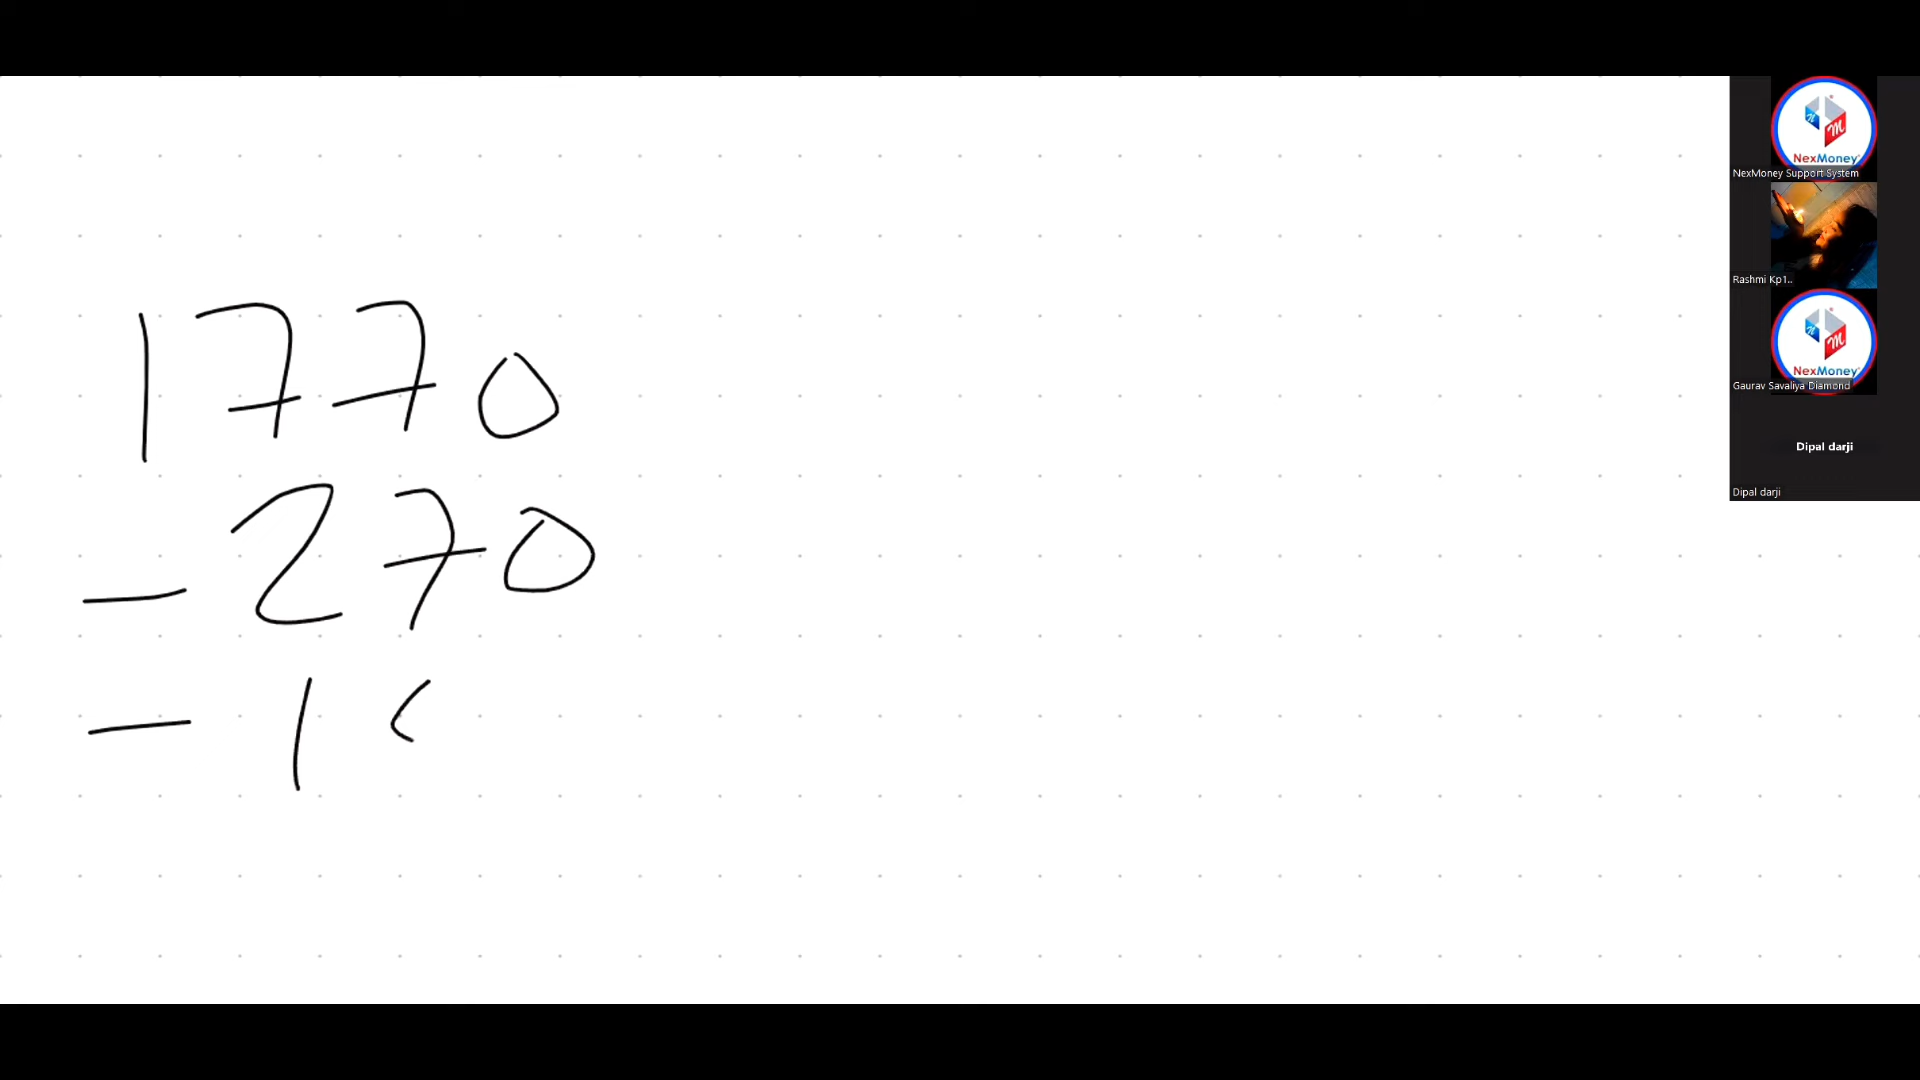 1770
- 270
- 1
NexMoney
NexMoney Support System
Rashmi Kp1..
NexMoney
Gaurav Savaliya Diamond
Dipal darji
Dipal darji